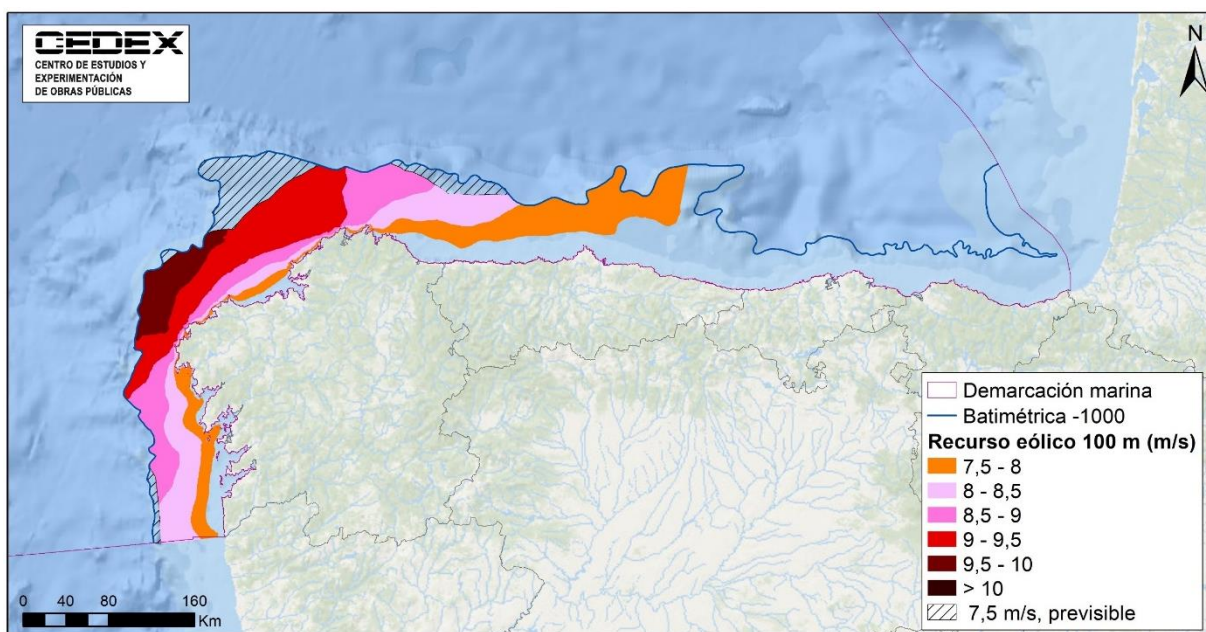 CEDEX
CENTRO DE ESTUDIOS Y
EXPERIMENTACIÓN
DE OBRAS PÚBLICAS
N
Demarcación marina
Batimétrica -1000
Recurso eólico 100 m (m/s)
7,5 - 8
8 - 8,5
8,5 - 9
9 - 9,5
9,5 - 10
> 10
7,5 m/s, previsible
0 40 80 160
Km